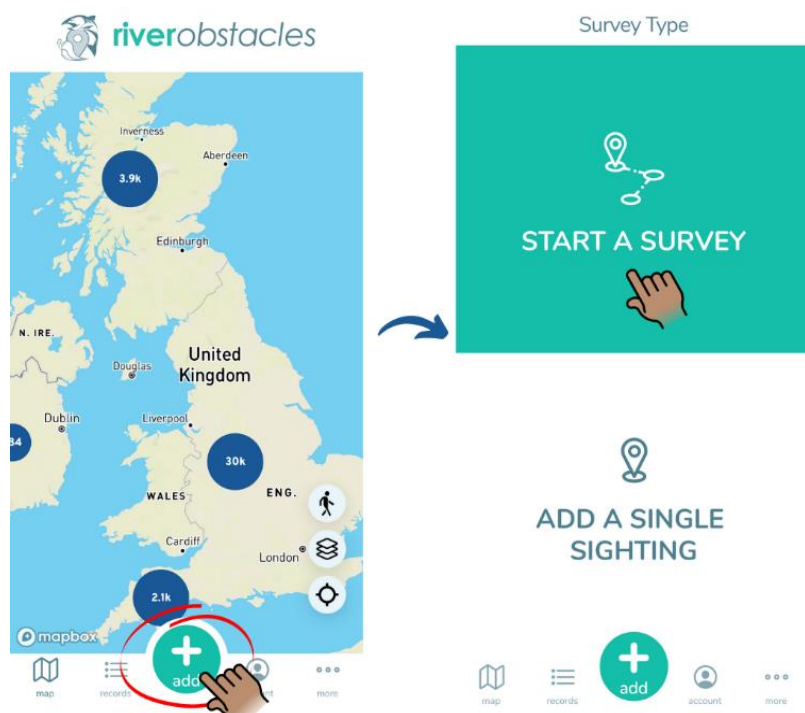 riverobstacles
Inverness
Aberdeen
3.9k
Edinburgh
N. IRE.
United
Kingdom
Douglas
Dublin
Liverpool
34
30k
WALES
ENG.
Cardiff
London
2.1k
mapbox
add
map
records
more
Survey Type
START A SURVEY
ADD A SINGLE
SIGHTING
add
map
records
account
more